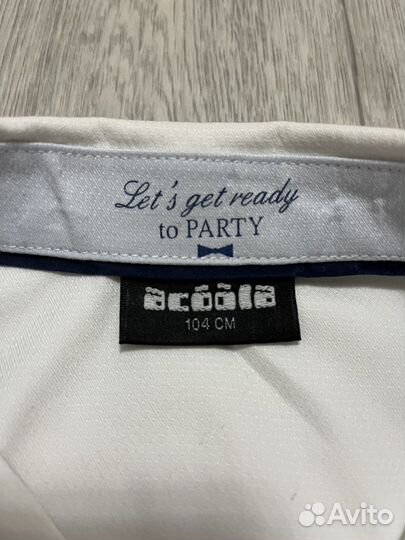 Let's get ready
to PARTY
acoola
104 CM
Avito